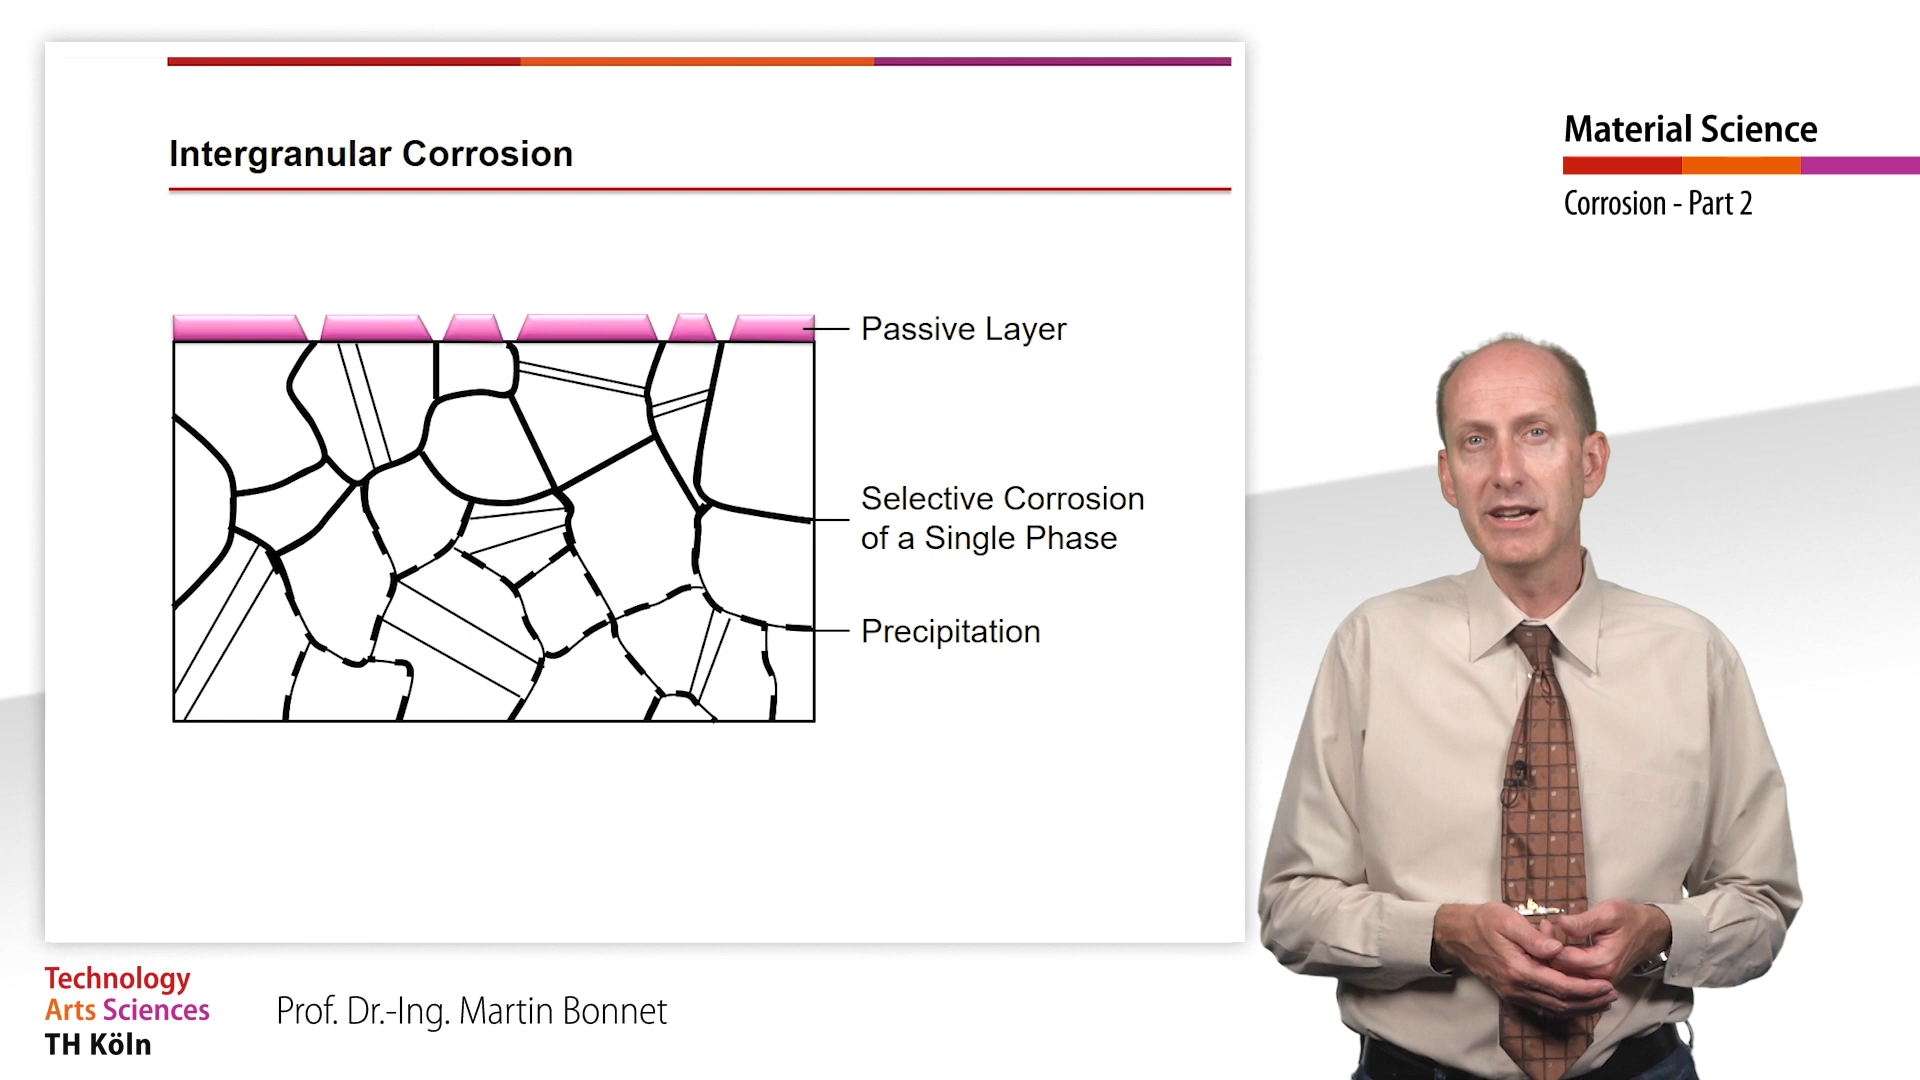 Intergranular Corrosion
Passive Layer
Selective Corrosion
of a Single Phase
Precipitation
Material Science
Corrosion - Part 2
Technology
Arts Sciences
TH Köln
Prof. Dr.-Ing. Martin Bonnet